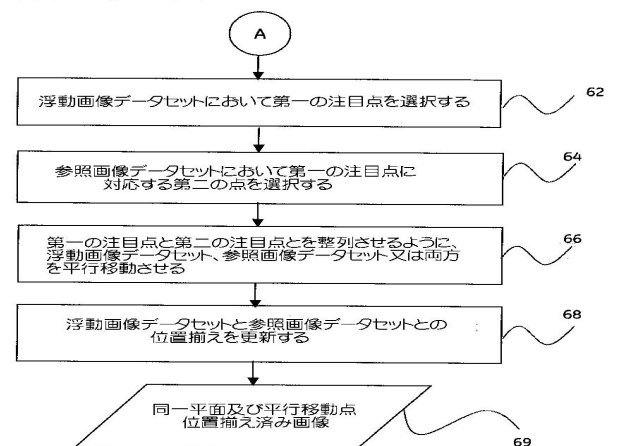 A
浮動画像データセットにおいて第一の注目点を選択する
62
参照画像データセットにおいて第一の注目点に
対応する第二の点を選択する
64
第一の注目点と第二の注目点とを整列させるように、
浮動画像データセット、参照画像データセット又は両方
を平行移動させる
66
浮動画像データセットと参照画像データセットとの
位置揃えを更新する
68
同一平面及び平行移動点
位置揃え済み画像
69